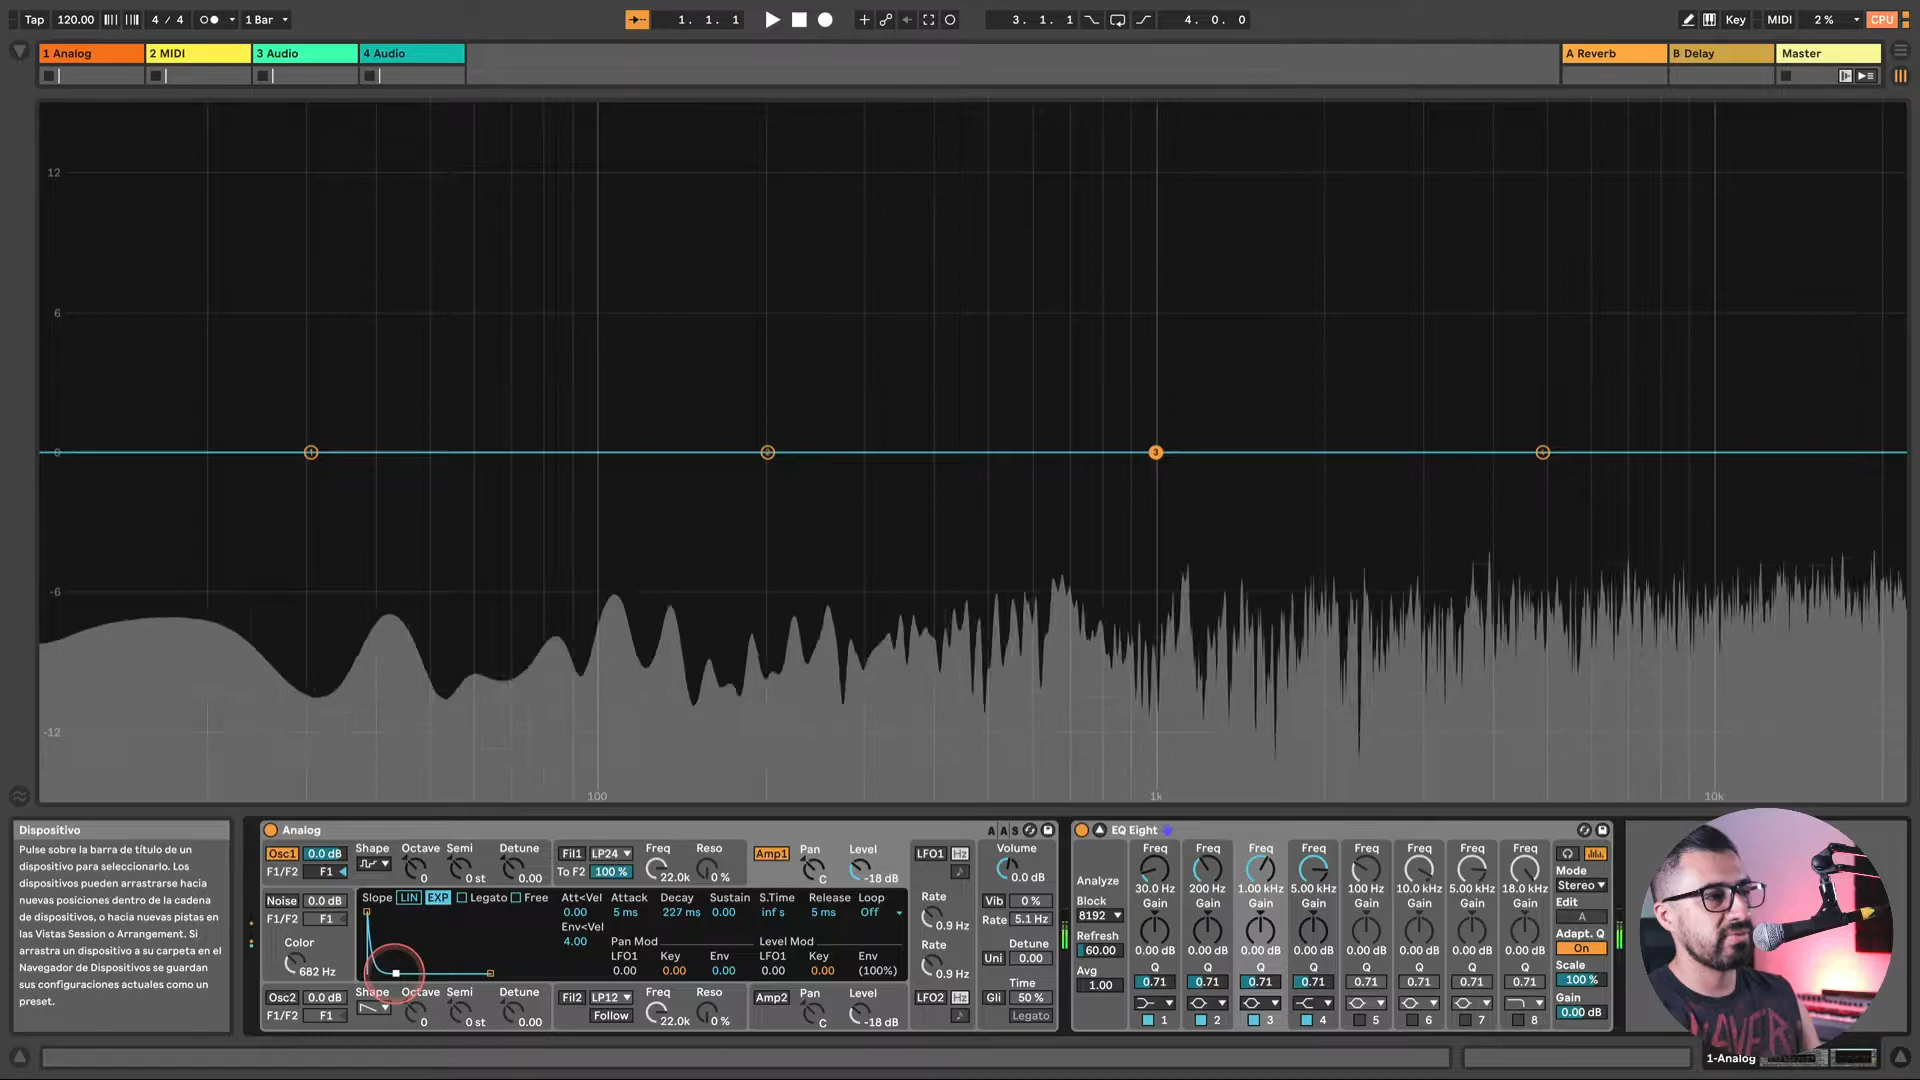 Tap 120.00 4 / 4 1 Bar 1. 1. 1 3. 1. 1 4. 0. 0 Key MIDI 2 % CPU
1 Analog 2 MIDI 3 Audio 4 Audio A Reverb B Delay Master
12
6
0
-6
-12
1 2 3 4
100 1k 10k
Dispositivo
Pulse sobre la barra de título de un
dispositivo para seleccionarlo. Los
dispositivos pueden arrastrarse hacia
nuevas posiciones dentro de la cadena
de dispositivos, o hacia nuevas pistas en
las Vistas Session o Arrangement. Si
arrastra un dispositivo a su carpeta en el
Navegador de Dispositivos se guardan
sus configuraciones actuales como un
preset.
Analog A A S
Osc1 0.0 dB Shape Octave Semi Detune Fil1 LP24 Freq Reso Amp1 Pan Level LFO1 Hz Volume
F1/F2 F1 0 0 st 0.00 To F2 100 % 22.0k 0 % C -18 dB 0.0 dB
Noise 0.0 dB Slope LIN EXP Legato Free Att<Vel Attack Decay Sustain S.Time Release Loop Rate Vib 0 %
0.00 5 ms 227 ms 0.00 inf s 5 ms Off
F1/F2 F1 Env<Vel 0.9 Hz Rate 5.1 Hz
Color 4.00 Pan Mod Level Mod Rate Detune
682 Hz LFO1 Key Env LFO1 Key Env Uni 0.00
0.00 0.00 0.00 0.00 0.00 (100%) 0.9 Hz
Osc2 0.0 dB Shape Octave Semi Detune Fil2 LP12 Freq Reso Amp2 Pan Level LFO2 Hz Time
Gli 50 %
F1/F2 F1 0 0 st 0.00 Follow 22.0k 0 % C -18 dB Legato
EQ Eight
Analyze
Block
8192
Refresh
60.00
Avg
1.00
Freq Freq Freq Freq Freq Freq Freq Freq
30.0 Hz 200 Hz 1.00 kHz 5.00 kHz 100 Hz 10.0 kHz 5.00 kHz 18.0 kHz
Gain Gain Gain Gain Gain Gain Gain Gain
0.00 dB 0.00 dB 0.00 dB 0.00 dB 0.00 dB 0.00 dB 0.00 dB 0.00 dB
Q Q Q Q Q Q Q Q
0.71 0.71 0.71 0.71 0.71 0.71 0.71 0.71
1 2 3 4 5 6 7 8
Mode
Stereo
Edit
A
Adapt. Q
On
Scale
100 %
Gain
0.00 dB
1-Analog